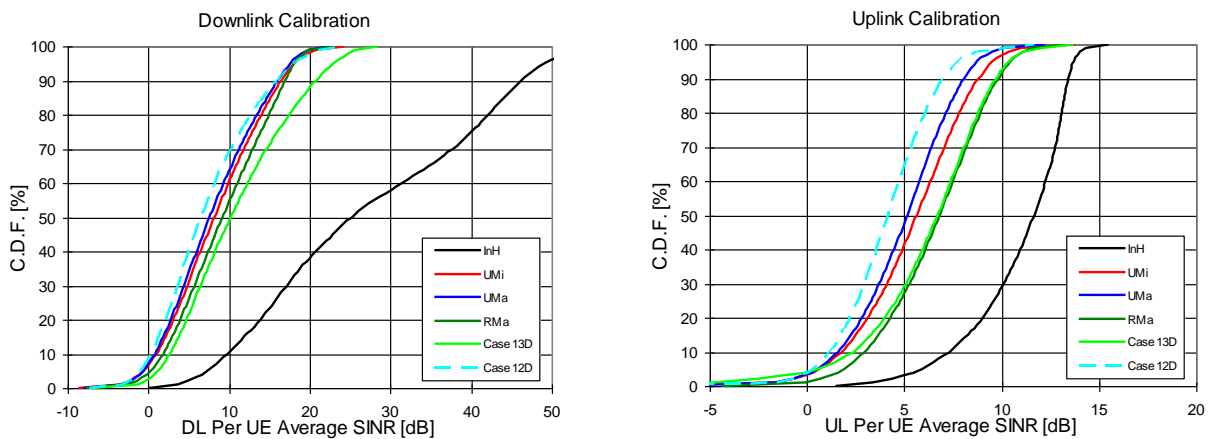 Downlink Calibration
C.D.F. [%]
100
90
80
70
60
50
40
30
20
10
0
-10 0 10 20 30 40 50
DL Per UE Average SINR [dB]
InH
UMi
UMa
RMa
Case 13D
Case 12D
Uplink Calibration
C.D.F. [%]
100
90
80
70
60
50
40
30
20
10
0
-5 0 5 10 15 20
UL Per UE Average SINR [dB]
InH
UMi
UMa
RMa
Case 13D
Case 12D